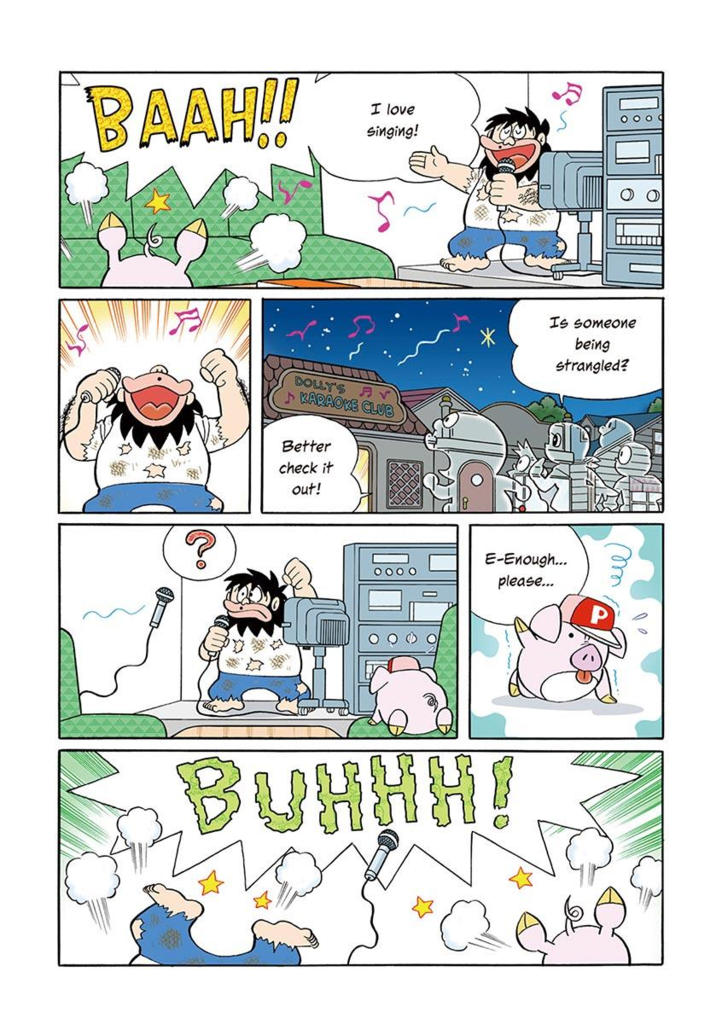 BAAH!!
I love
singing!
Is someone
being
strangled?
DOLLY'S
KARAOKE CLUB
Better
check it
out!
?
E-Enough...
please...
P
BUHHH!